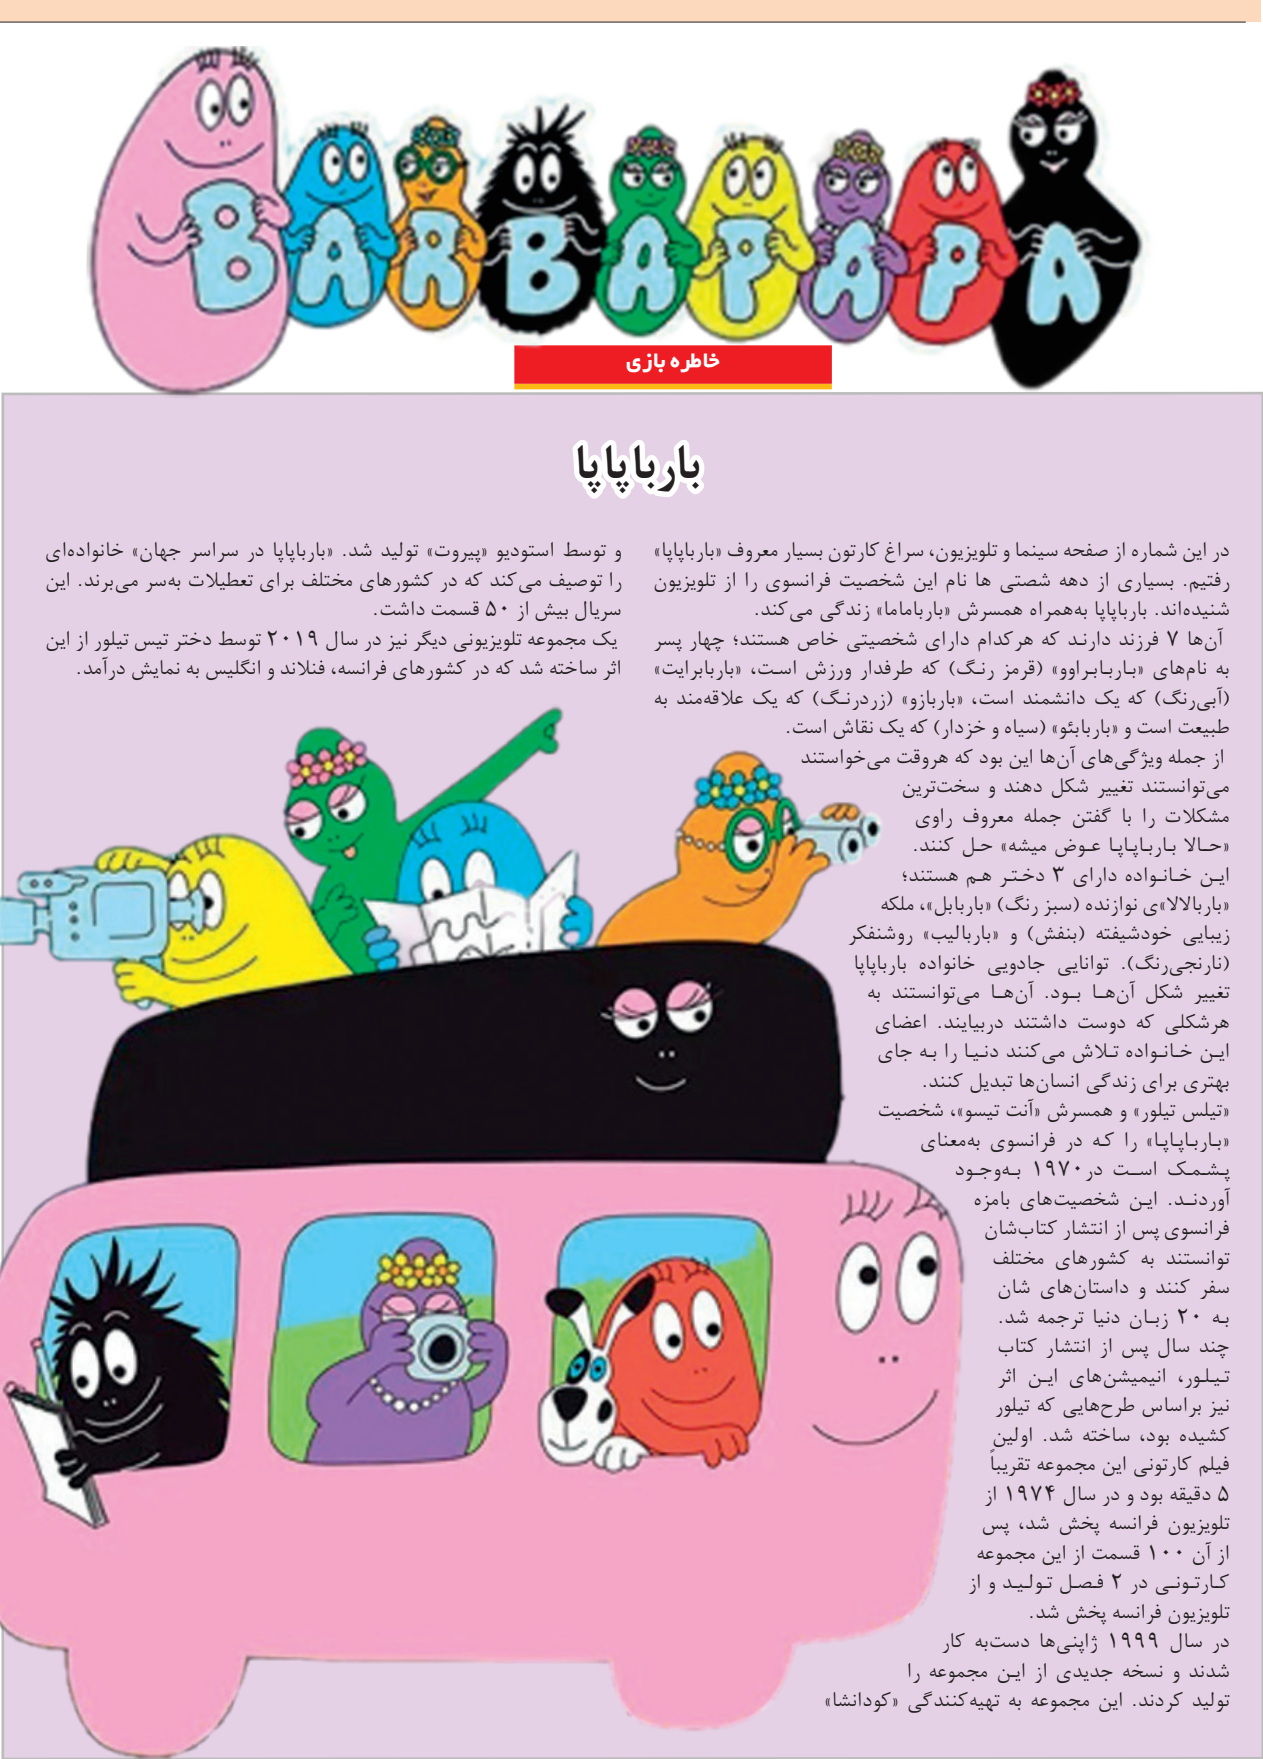 BARBAPAPA
خاطره بازی
بارباپاپا
در این شماره از صفحه سینما و تلویزیون، سراغ کارتون بسیار معروف «بارباپاپا»
رفتیم. بسیاری از دهه شصتی ها نام این شخصیت فرانسوی را از تلویزیون
شنیده‌اند. بارباپاپا به‌همراه همسرش «بارباماما» زندگی می‌کند.
آن‌ها ۷ فرزند دارند که هرکدام دارای شخصیتی خاص هستند؛ چهار پسر
به نام‌های «باربابراوو» (قرمز رنگ) که طرفدار ورزش است، «باربابرایت»
(آبی‌رنگ) که یک دانشمند است، «باربازو» (زردرنگ) که یک علاقه‌مند به
طبیعت است و «باربابئو» (سیاه و خزدار) که یک نقاش است.
از جمله ویژگی‌های آن‌ها این بود که هروقت می‌خواستند
می‌توانستند تغییر شکل دهند و سخت‌ترین
مشکلات را با گفتن جمله معروف راوی
«حالا بارباپاپا عوض میشه» حل کنند.
این خانواده دارای ۳ دختر هم هستند؛
«باربالالا»ی نوازنده (سبز رنگ) «باربابل»، ملکه
زیبایی خودشیفته (بنفش) و «باربالیب» روشنفکر
(نارنجی‌رنگ). توانایی جادویی خانواده بارباپاپا
تغییر شکل آن‌ها بود. آن‌ها می‌توانستند به
هرشکلی که دوست داشتند دربیایند. اعضای
این خانواده تلاش می‌کنند دنیا را به جای
بهتری برای زندگی انسان‌ها تبدیل کنند.
«تیلس تیلور» و همسرش «آنت تیسو»، شخصیت
«بارباپاپا» را که در فرانسوی به‌معنای
پشمک است در۱۹۷۰ به‌وجود
آوردند. این شخصیت‌های بامزه
فرانسوی پس از انتشار کتاب‌شان
توانستند به کشورهای مختلف
سفر کنند و داستان‌های شان
به ۲۰ زبان دنیا ترجمه شد.
چند سال پس از انتشار کتاب
تیلور، انیمیشن‌های این اثر
نیز براساس طرح‌هایی که تیلور
کشیده بود، ساخته شد. اولین
فیلم کارتونی این مجموعه تقریباً
۵ دقیقه بود و در سال ۱۹۷۴ از
تلویزیون فرانسه پخش شد، پس
از آن ۱۰۰ قسمت از این مجموعه
کارتونی در ۲ فصل تولید و از
تلویزیون فرانسه پخش شد.
در سال ۱۹۹۹ ژاپنی‌ها دست‌به کار
شدند و نسخه جدیدی از این مجموعه را
تولید کردند. این مجموعه به تهیه‌کنندگی «کودانشا»
و توسط استودیو «پیروت» تولید شد. «بارباپاپا در سراسر جهان» خانواده‌ای
را توصیف می‌کند که در کشورهای مختلف برای تعطیلات به‌سر می‌برند. این
سریال بیش از ۵۰ قسمت داشت.
یک مجموعه تلویزیونی دیگر نیز در سال ۲۰۱۹ توسط دختر تیس تیلور از این
اثر ساخته شد که در کشورهای فرانسه، فنلاند و انگلیس به نمایش درآمد.